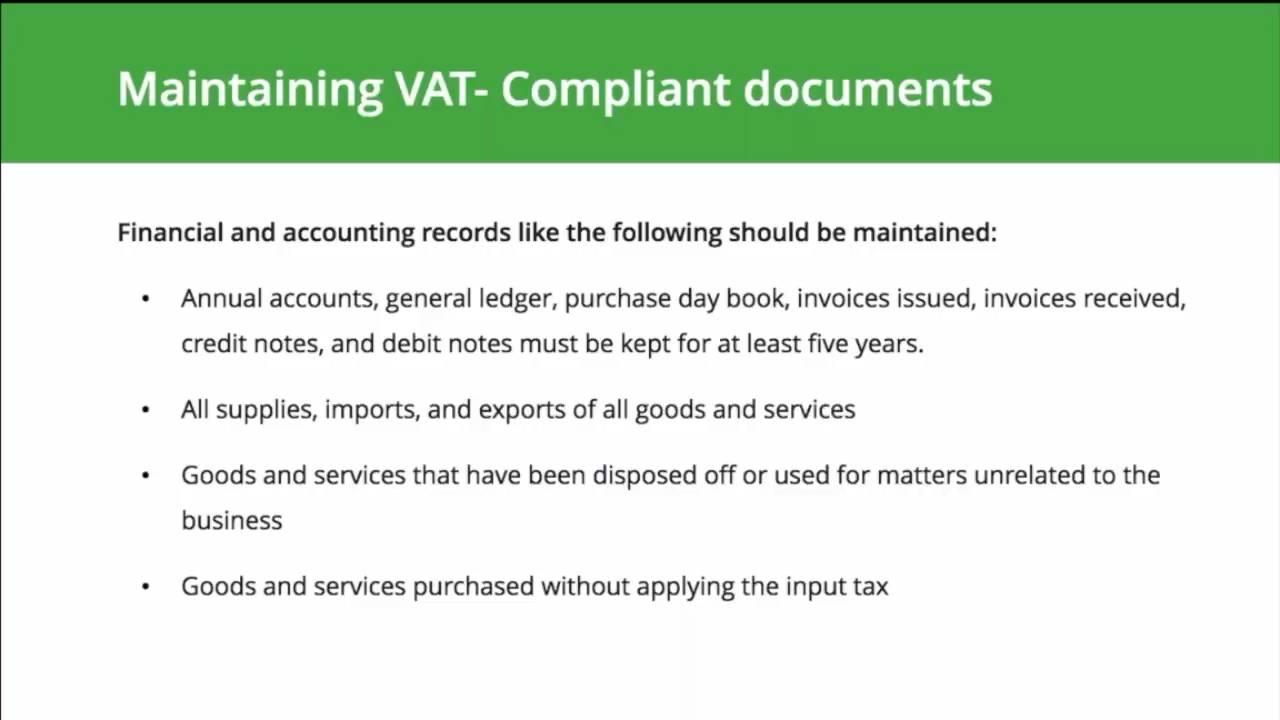 Maintaining VAT- Compliant documents
Financial and accounting records like the following should be maintained:
• Annual accounts, general ledger, purchase day book, invoices issued, invoices received,
credit notes, and debit notes must be kept for at least five years.
• All supplies, imports, and exports of all goods and services
• Goods and services that have been disposed off or used for matters unrelated to the
business
• Goods and services purchased without applying the input tax